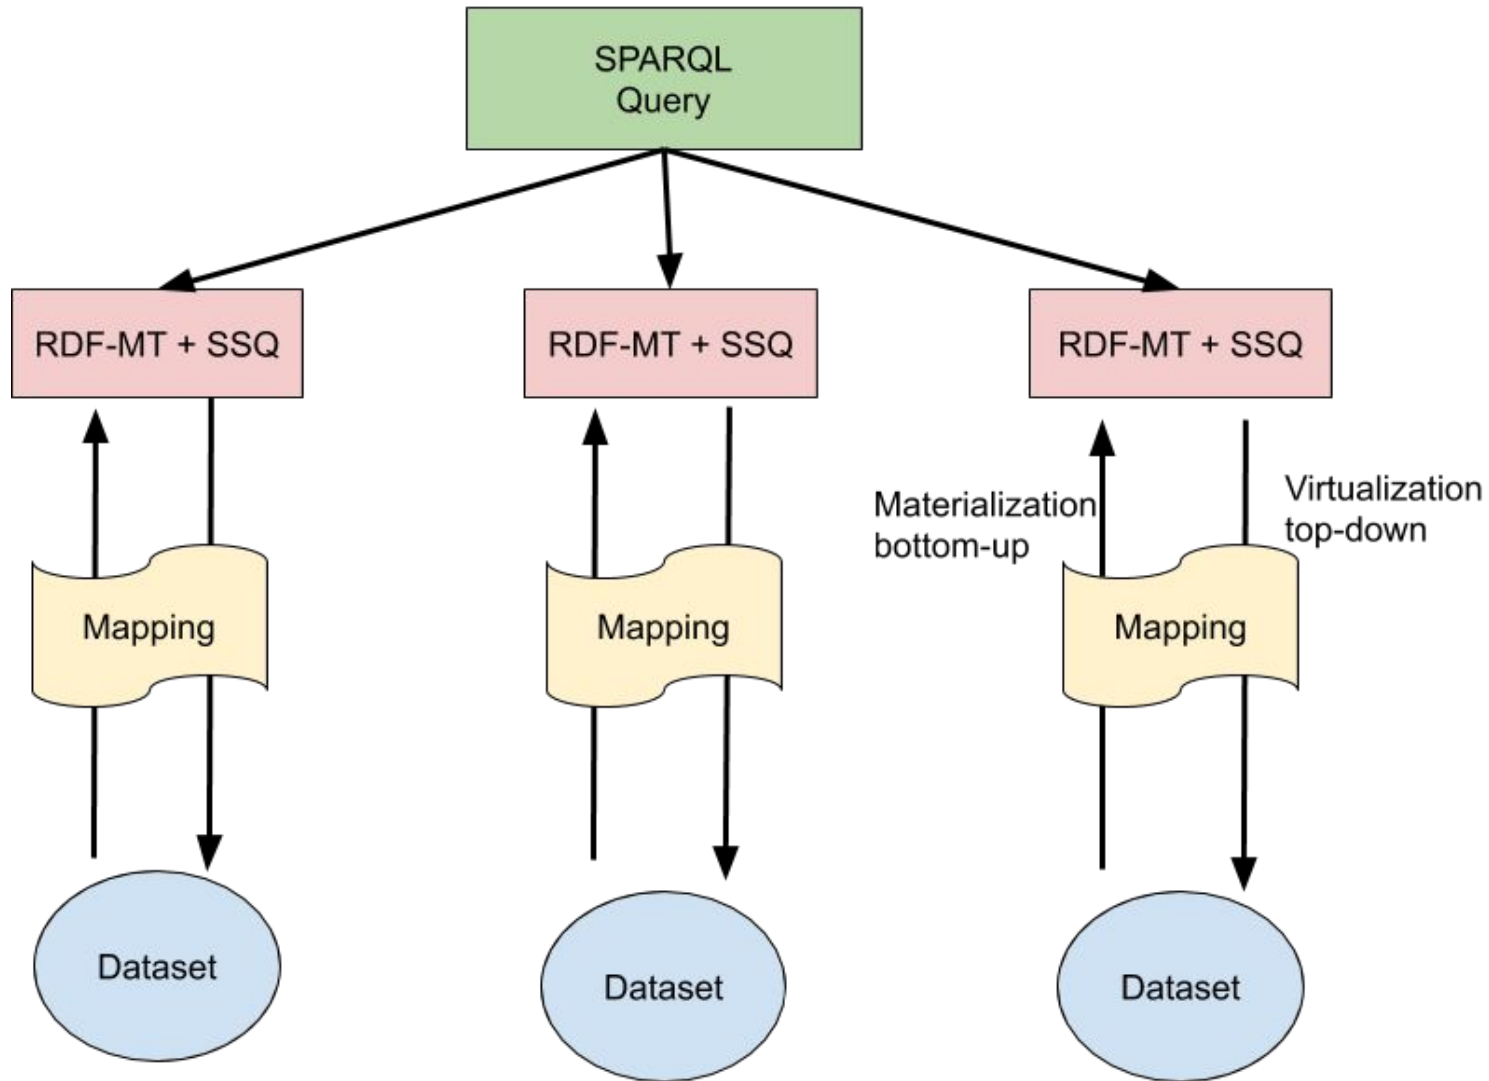 SPARQL
Query
RDF-MT + SSQ
RDF-MT + SSQ
RDF-MT + SSQ
Materialization
bottom-up
Virtualization
top-down
Mapping
Mapping
Mapping
Dataset
Dataset
Dataset